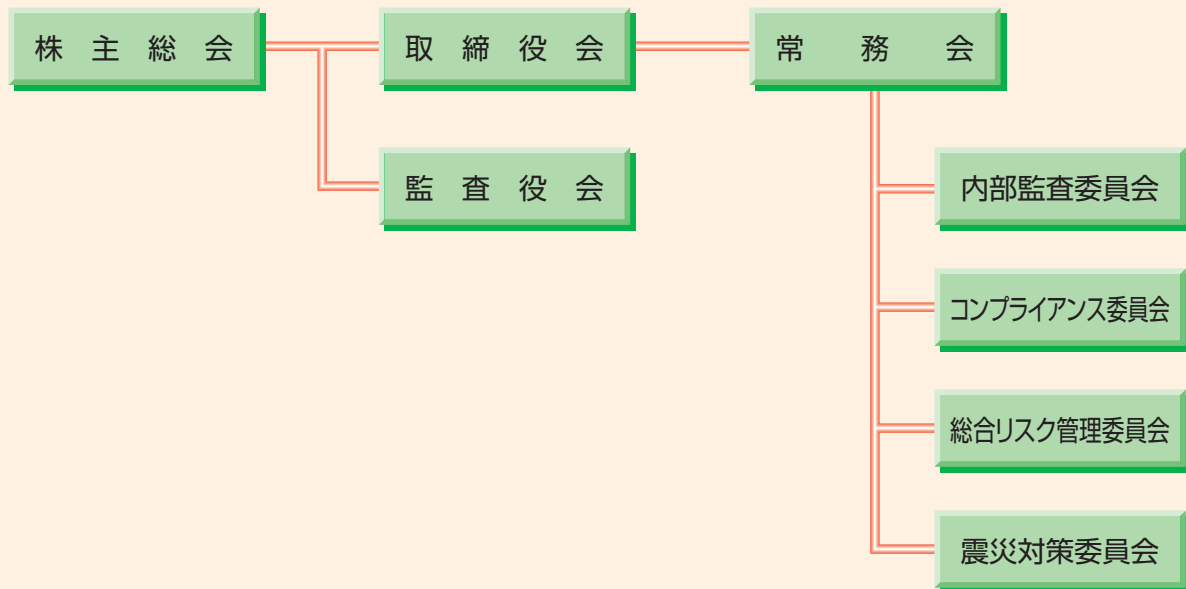 株主総会
取締役会
常務会
監査役会
内部監査委員会
コンプライアンス委員会
総合リスク管理委員会
震災対策委員会